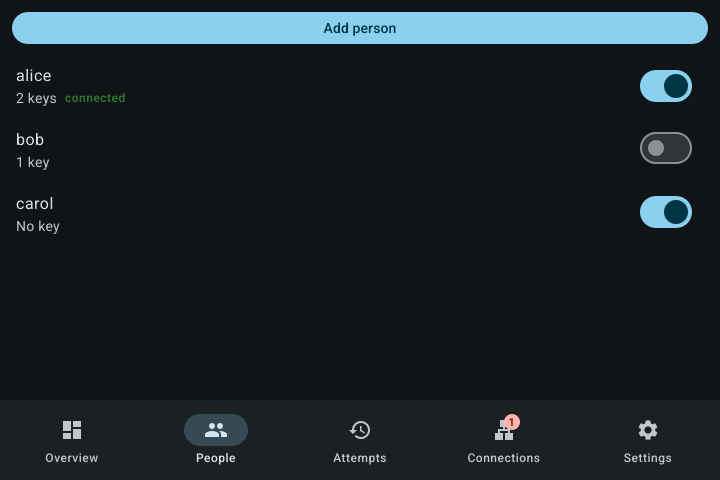 Add person
alice
2 keys connected
bob
1 key
carol
No key
1
Overview
People
Attempts
Connections
Settings